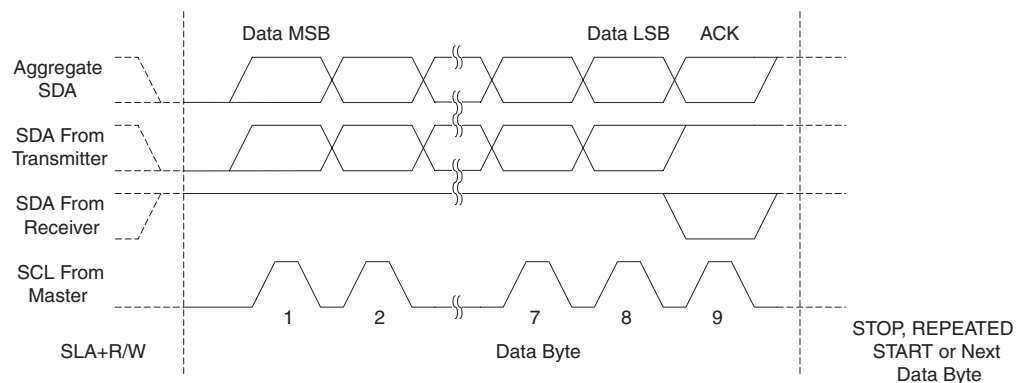 Data MSB
Data LSB
ACK
Aggregate
SDA
SDA From
Transmitter
SDA From
Receiver
SCL From
Master
1
2
7
8
9
SLA+R/W
Data Byte
STOP, REPEATED
START or Next
Data Byte